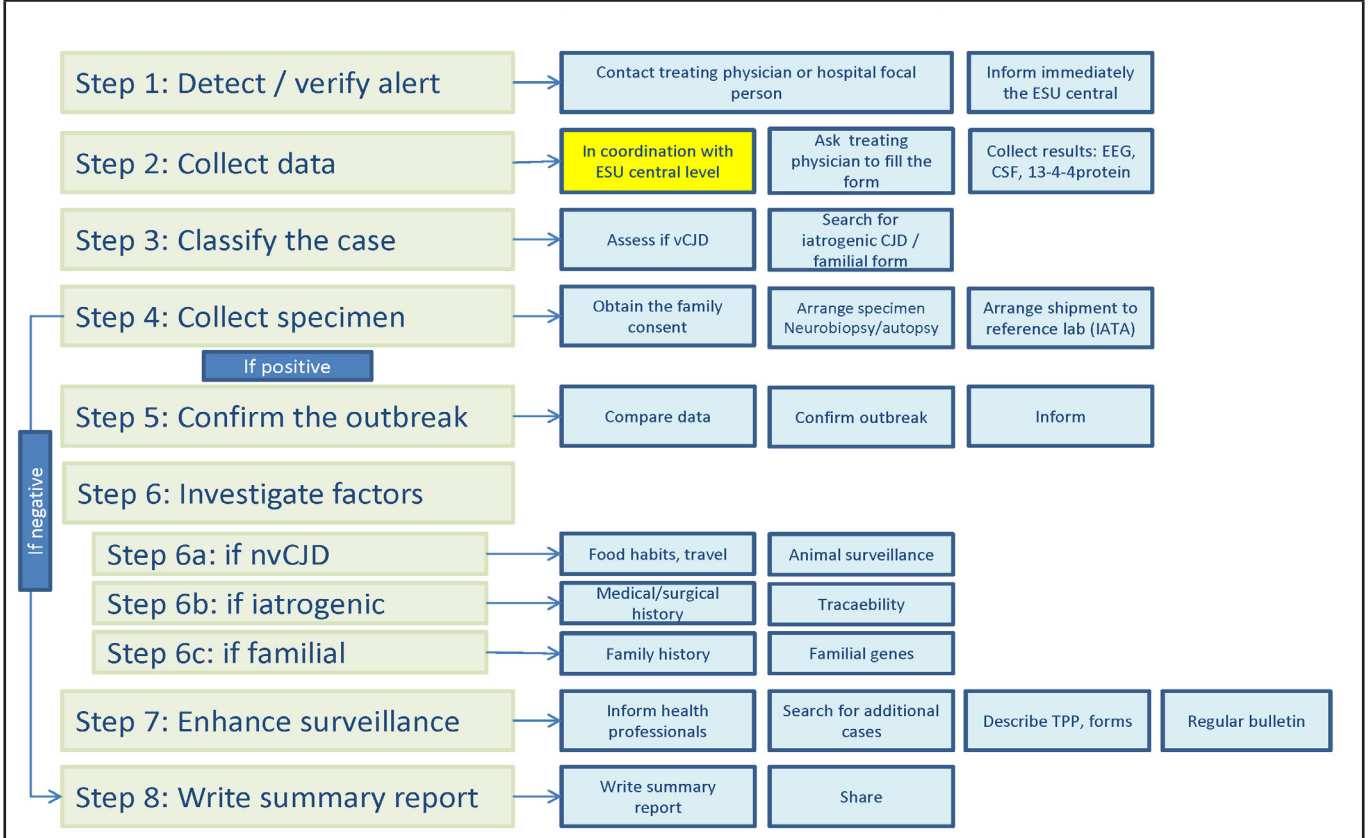 Step 1: Detect / verify alert
Contact treating physician or hospital focal
person
Inform immediately
the ESU central
Step 2: Collect data
In coordination with
ESU central level
Ask treating
physician to fill the
form
Collect results: EEG,
CSF, 13-4-4protein
Step 3: Classify the case
Assess if vCJD
Search for
iatrogenic CJD /
familial form
Step 4: Collect specimen
Obtain the family
consent
Arrange specimen
Neurobiopsy/autopsy
Arrange shipment to
reference lab (IATA)
If positive
Step 5: Confirm the outbreak
Compare data
Confirm outbreak
Inform
If negative
Step 6: Investigate factors
Step 6a: if nvCJD
Food habits, travel
Animal surveillance
Step 6b: if iatrogenic
Medical/surgical
history
Tracaebility
Step 6c: if familial
Family history
Familial genes
Step 7: Enhance surveillance
Inform health
professionals
Search for additional
cases
Describe TPP, forms
Regular bulletin
Step 8: Write summary report
Write summary
report
Share